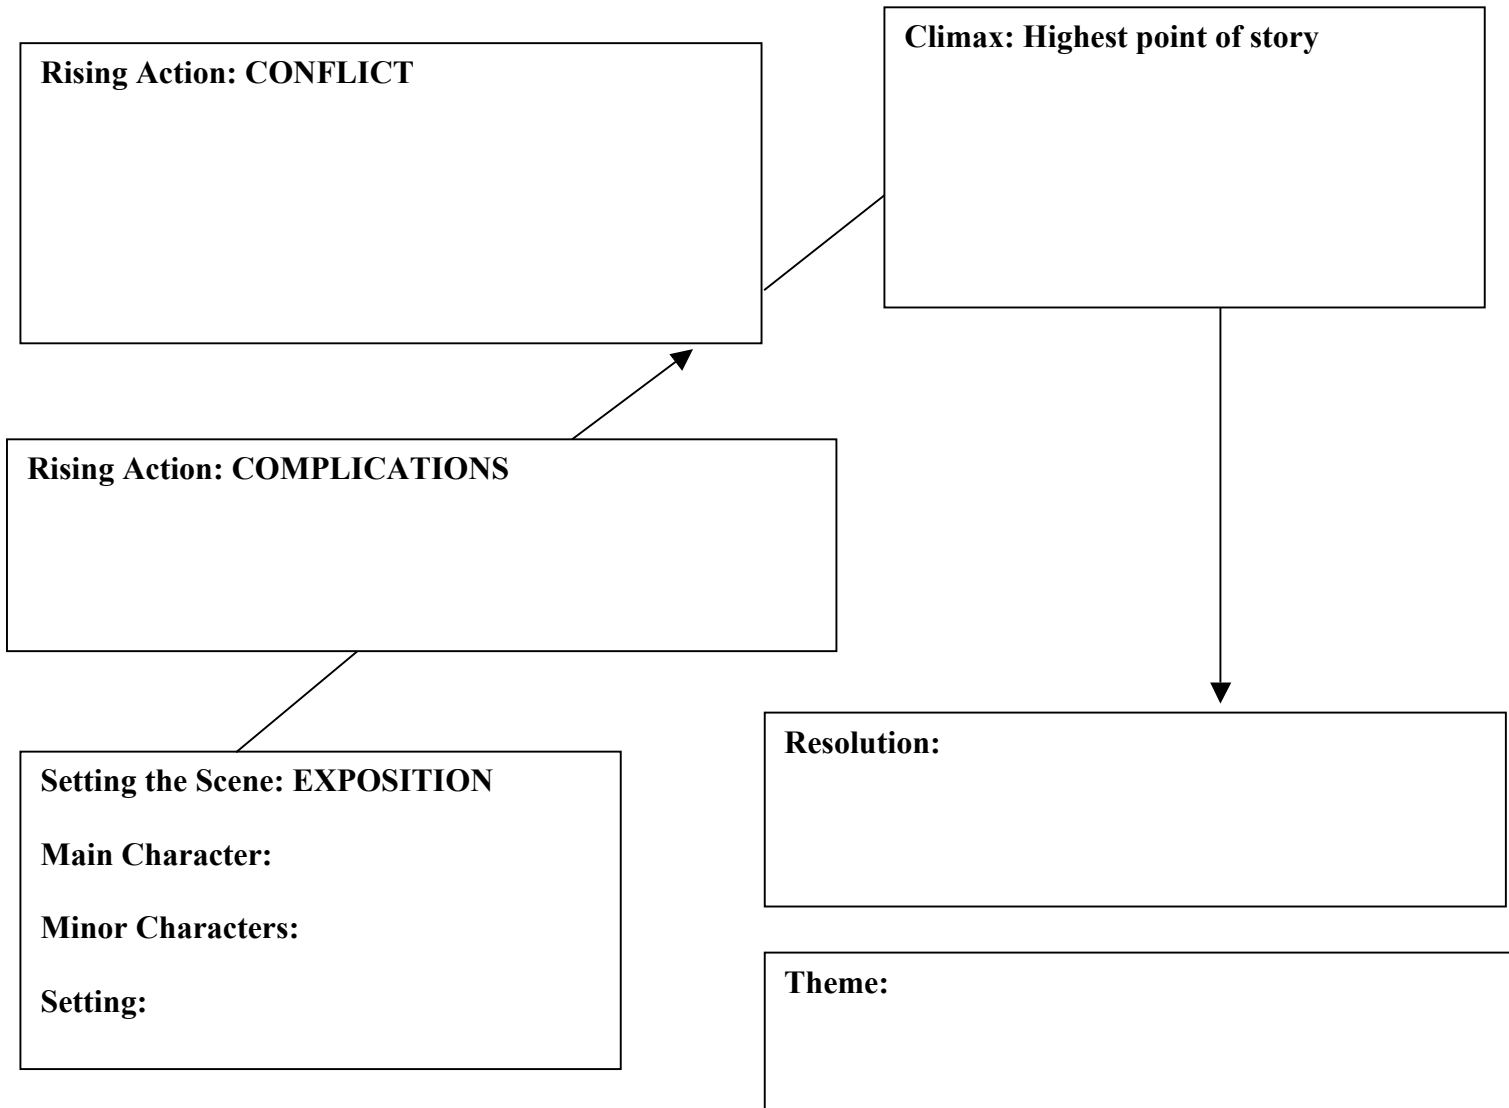 Climax: Highest point of story
Rising Action: CONFLICT
Rising Action: COMPLICATIONS
Resolution:
Setting the Scene: EXPOSITION
Main Character:
Minor Characters:
Setting:
Theme: